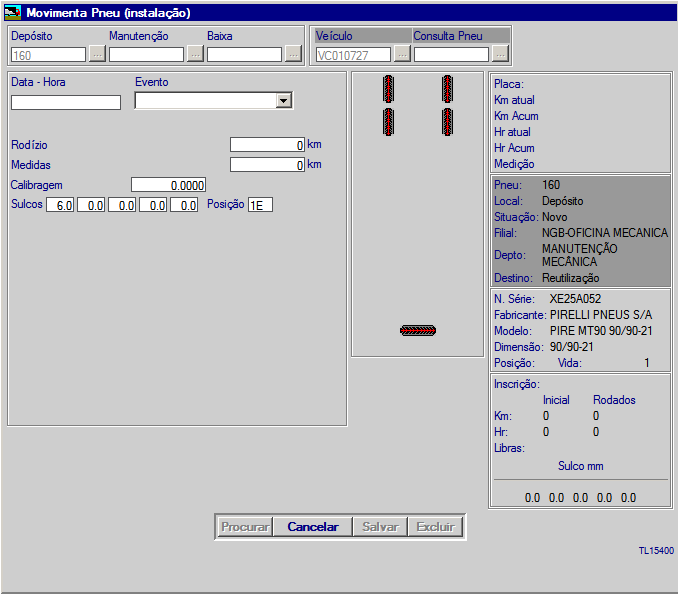 Movimenta Pneu (instalação)
Depósito Manutenção Baixa Veículo Consulta Pneu
160 ... ... ... VC010727 ... ...
Data - Hora Evento
Rodízio 0 km
Medidas 0 km
Calibragem 0.0000
Sulcos 6.0 0.0 0.0 0.0 0.0 Posição 1E
Placa:
Km atual
Km Acum
Hr atual
Hr Acum
Medição
Pneu: 160
Local: Depósito
Situação: Novo
Filial: NGB-OFICINA MECANICA
Depto: MANUTENÇÃO
MECÂNICA
Destino: Reutilização
N. Série: XE25A052
Fabricante: PIRELLI PNEUS S/A
Modelo: PIRE MT90 90/90-21
Dimensão: 90/90-21
Posição: Vida: 1
Inscrição:
Inicial Rodados
Km: 0 0
Hr: 0 0
Libras:
Sulco mm
0.0 0.0 0.0 0.0 0.0
Procurar Cancelar Salvar Excluir
TL15400